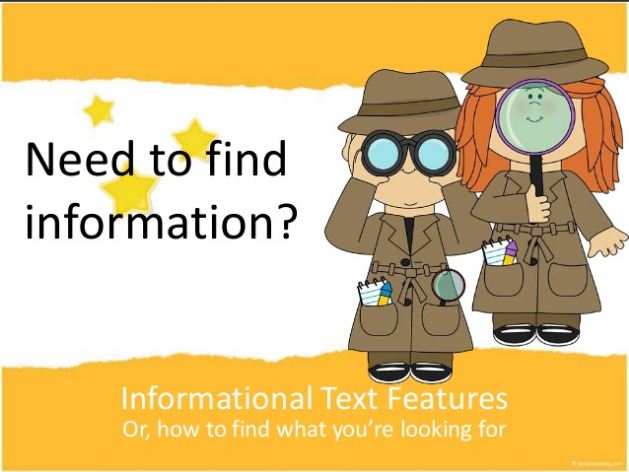 Need to find
information?
Informational Text Features
Or, how to find what you're looking for